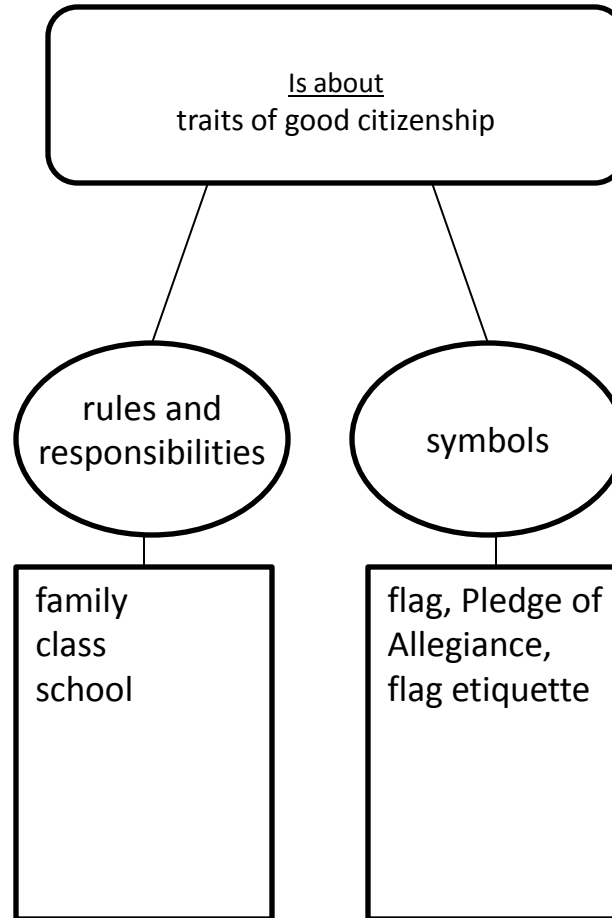 Is about
traits of good citizenship
rules and
responsibilities
symbols
family
class
school
flag, Pledge of
Allegiance,
flag etiquette